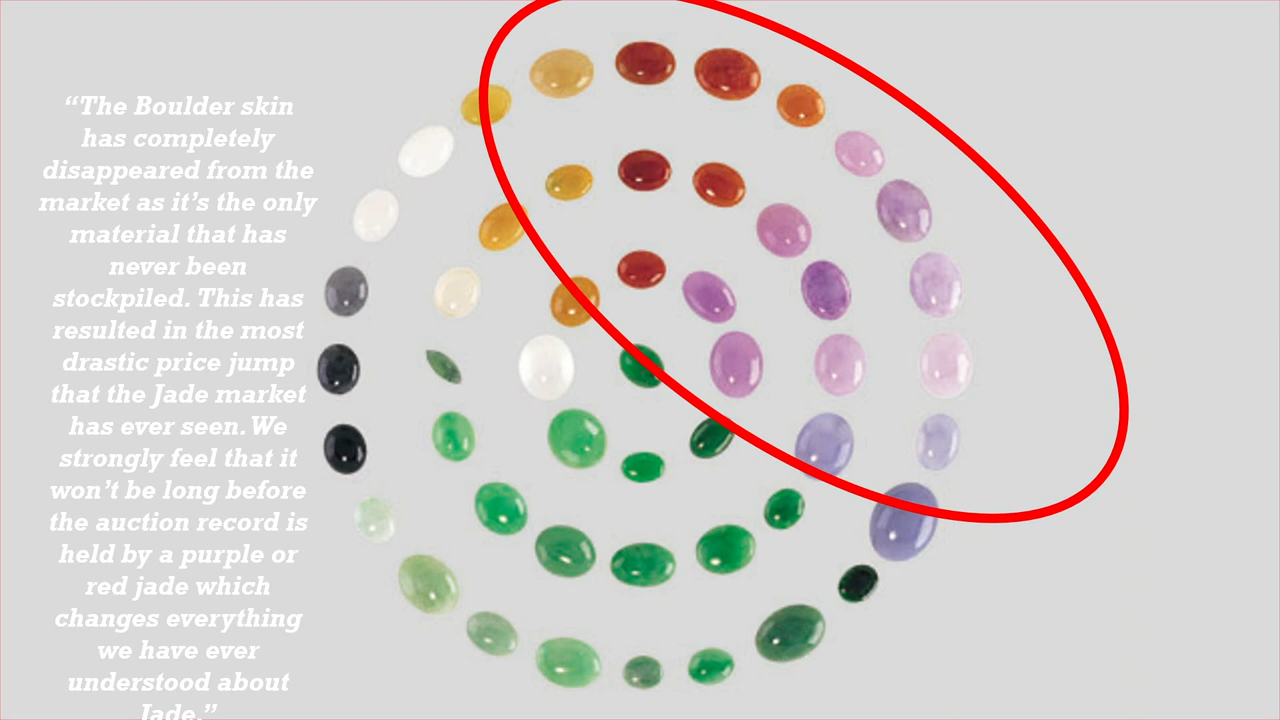 “The Boulder skin
has completely
disappeared from the
market as it’s the only
material that has
never been
stockpiled. This has
resulted in the most
drastic price jump
that the Jade market
has ever seen. We
strongly feel that it
won’t be long before
the auction record is
held by a purple or
red jade which
changes everything
we have ever
understood about
Jade.”